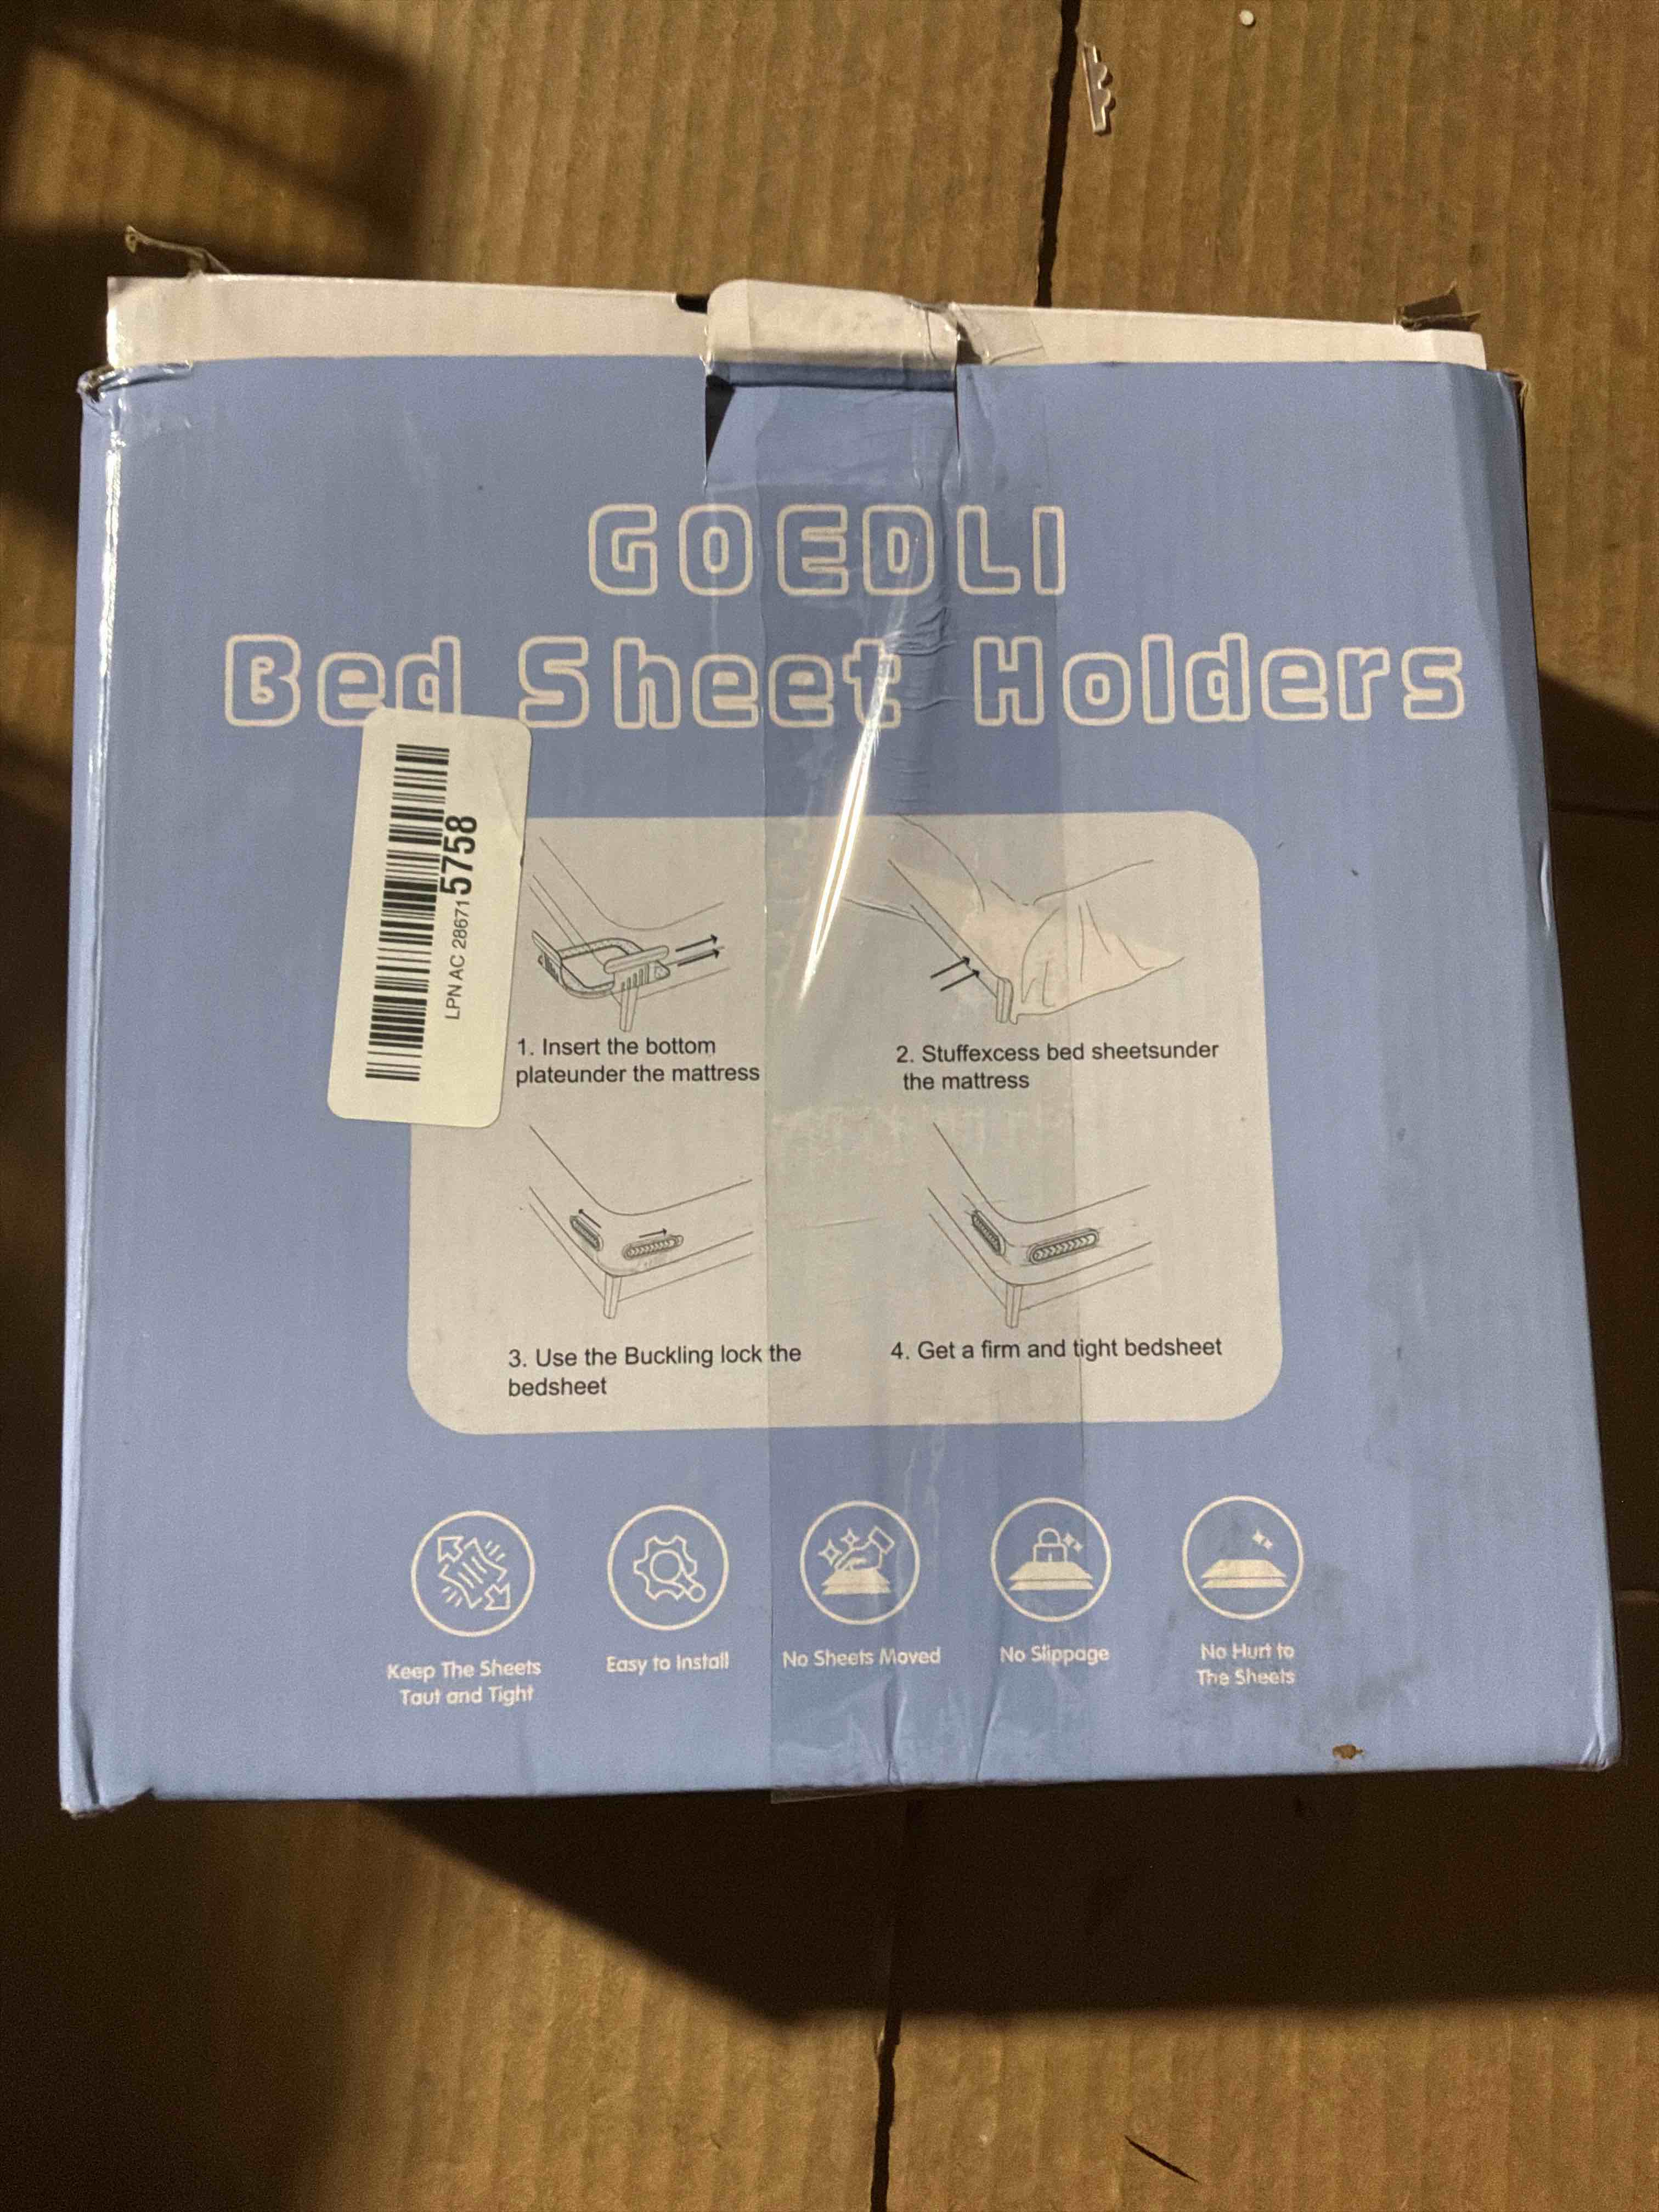 GOEDLI
Bed Sheet Holders
LPN AC 286715758
1. Insert the bottom
plateunder the mattress
2. Stuffexcess bed sheetsunder
the mattress
3. Use the Buckling lock the
bedsheet
4. Get a firm and tight bedsheet
Keep The Sheets
Taut and Tight
Easy to Install
No Sheets Moved
No Slippage
No Hurt to
The Sheets